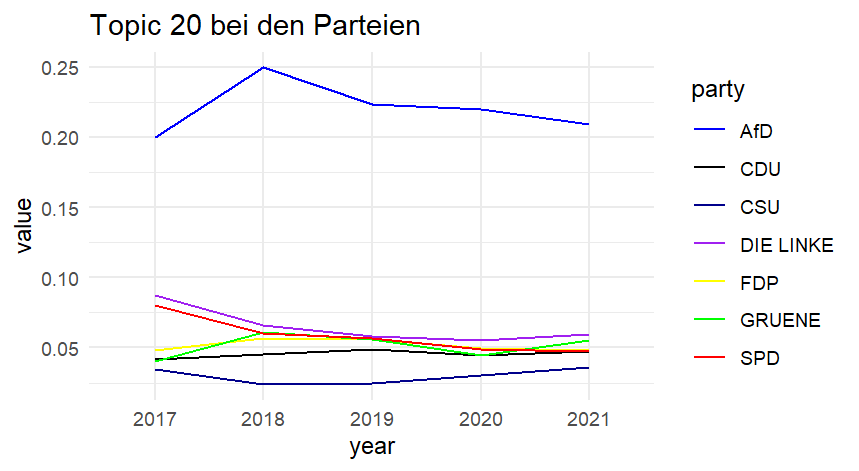 Topic 20 bei den Parteien
0.25
0.20
0.15
0.10
0.05
value
2017 2018 2019 2020 2021
year
party
AfD
CDU
CSU
DIE LINKE
FDP
GRUENE
SPD